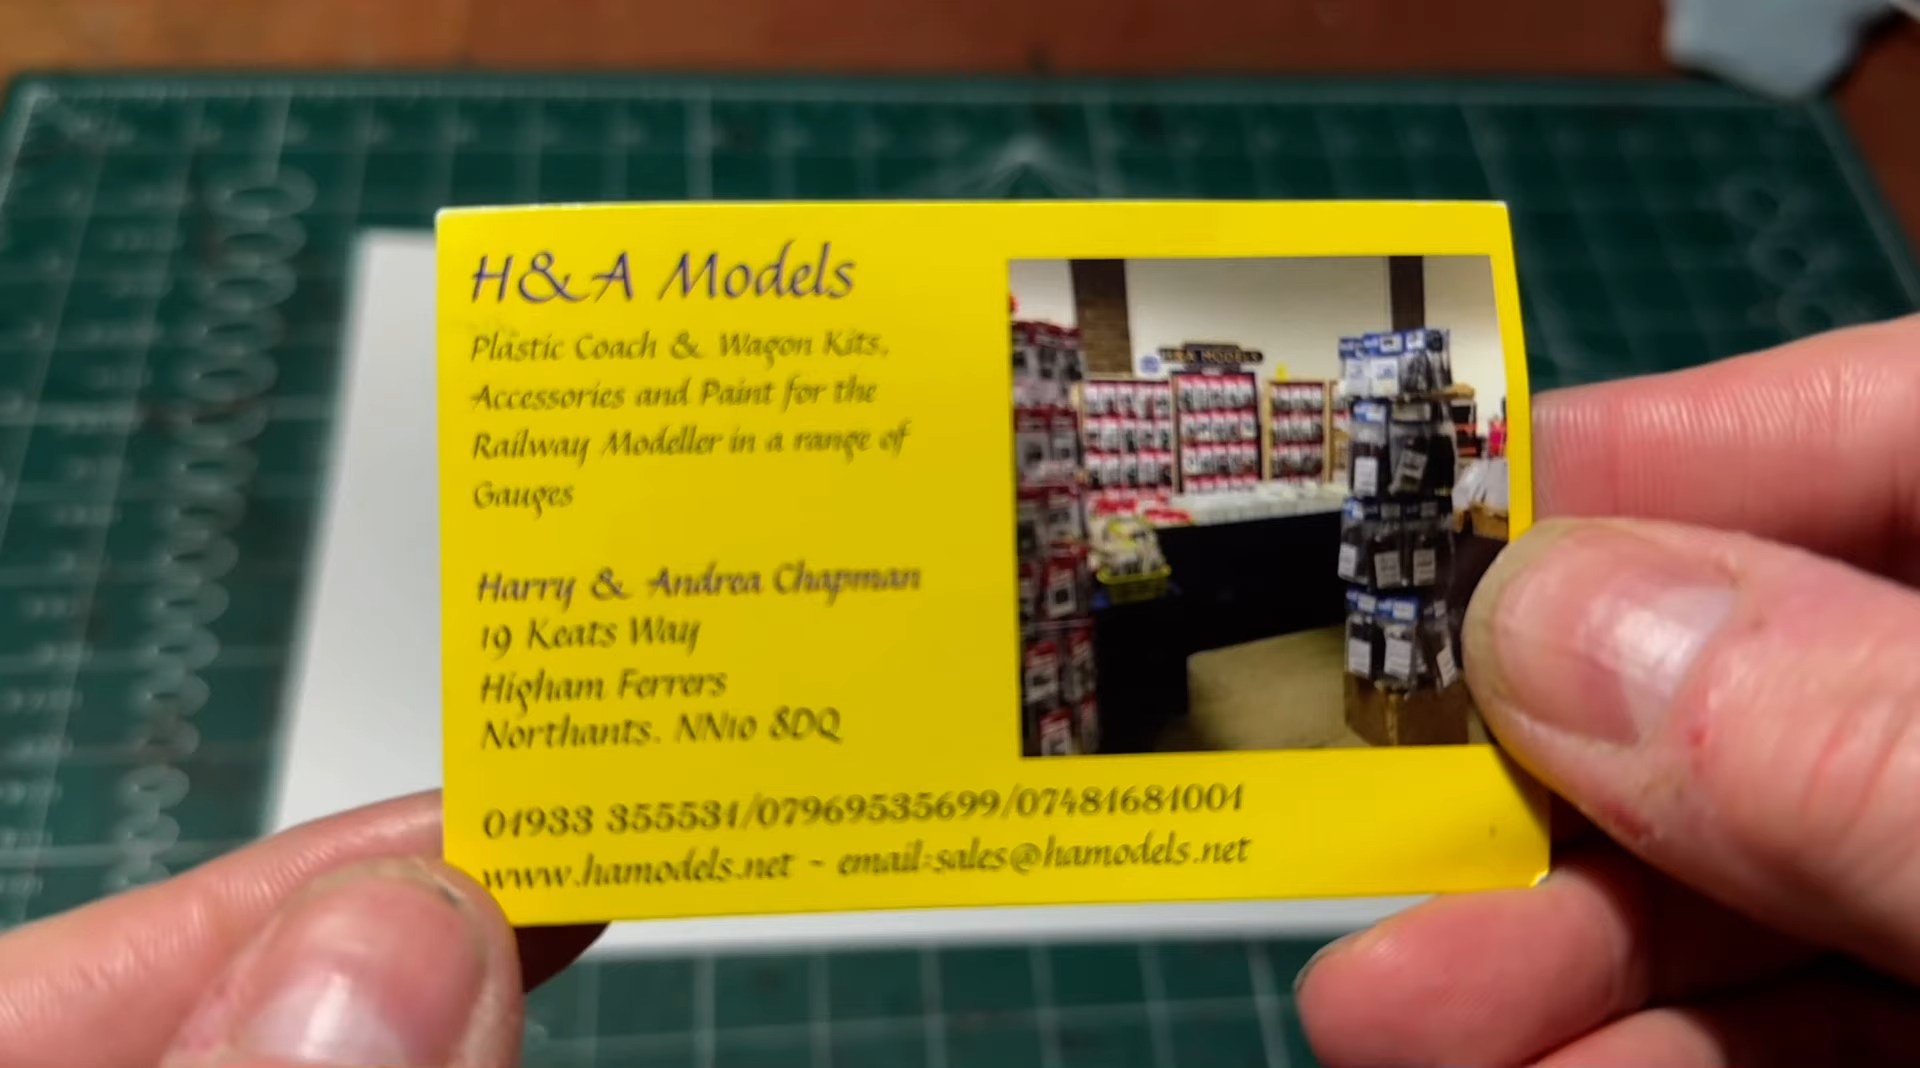 H&A Models
Plastic Coach & Wagon Kits,
Accessories and Paint for the
Railway Modeller in a range of
Gauges
Harry & Andrea Chapman
19 Keats Way
Higham Ferrers
Northants. NN10 8DQ
01933 355531/07969535699/07481681001
www.hamodels.net ~ email:sales@hamodels.net
H&A MODELS